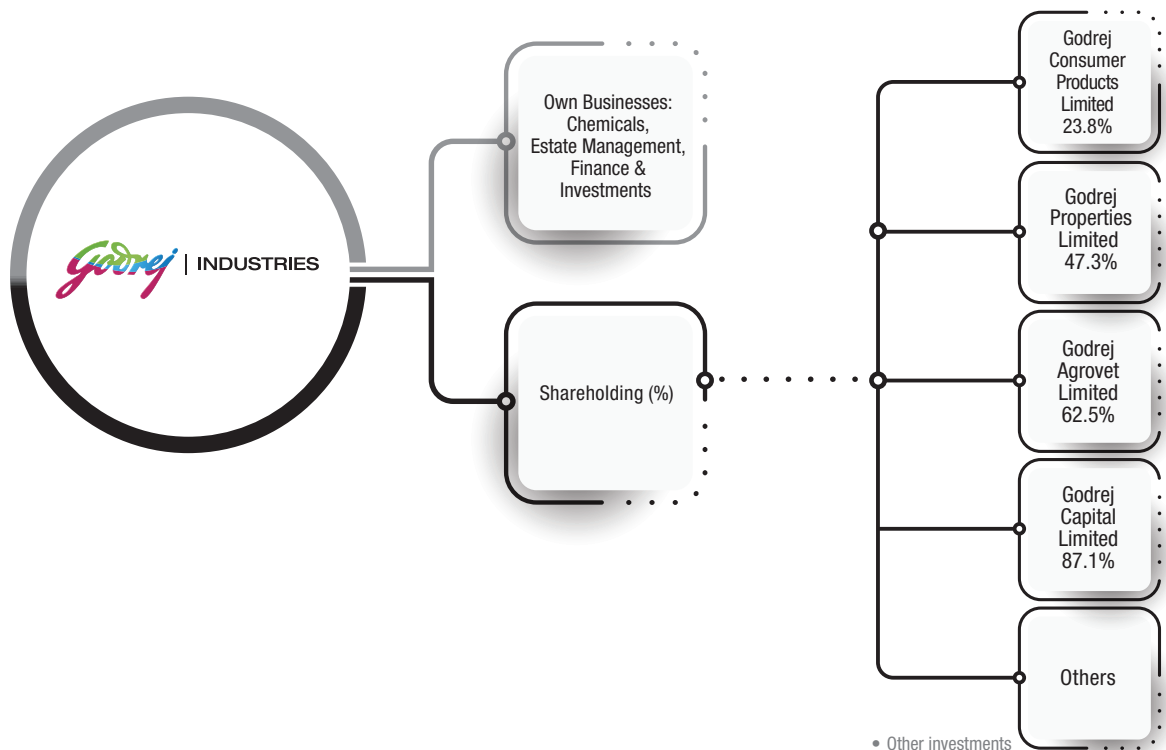 Godrej | INDUSTRIES
Own Businesses:
Chemicals,
Estate Management,
Finance &
Investments
Shareholding (%)
Godrej
Consumer
Products
Limited
23.8%
Godrej
Properties
Limited
47.3%
Godrej
Agrovet
Limited
62.5%
Godrej
Capital
Limited
87.1%
Others
• Other investments